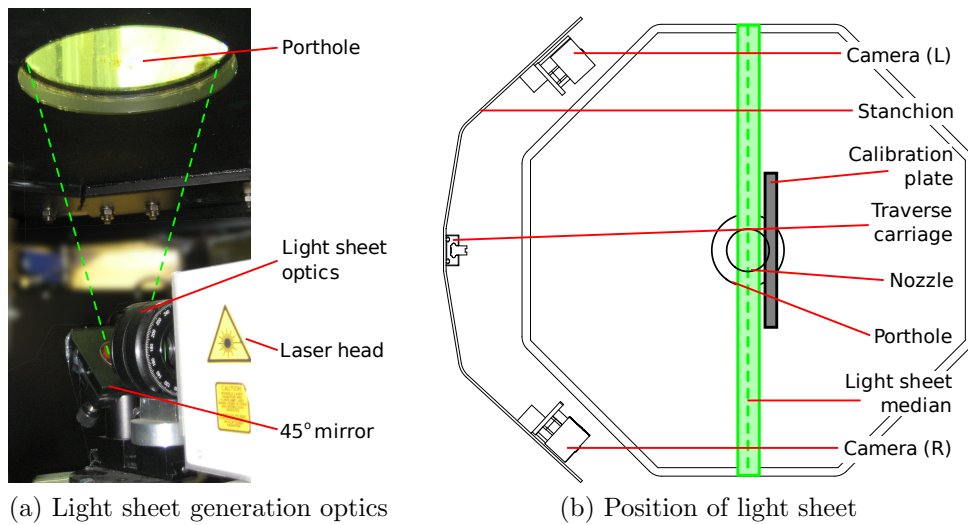 Porthole
Light sheet
optics
Laser head
45° mirror
(a) Light sheet generation optics
Camera (L)
Stanchion
Calibration
plate
Traverse
carriage
Nozzle
Porthole
Light sheet
median
Camera (R)
(b) Position of light sheet